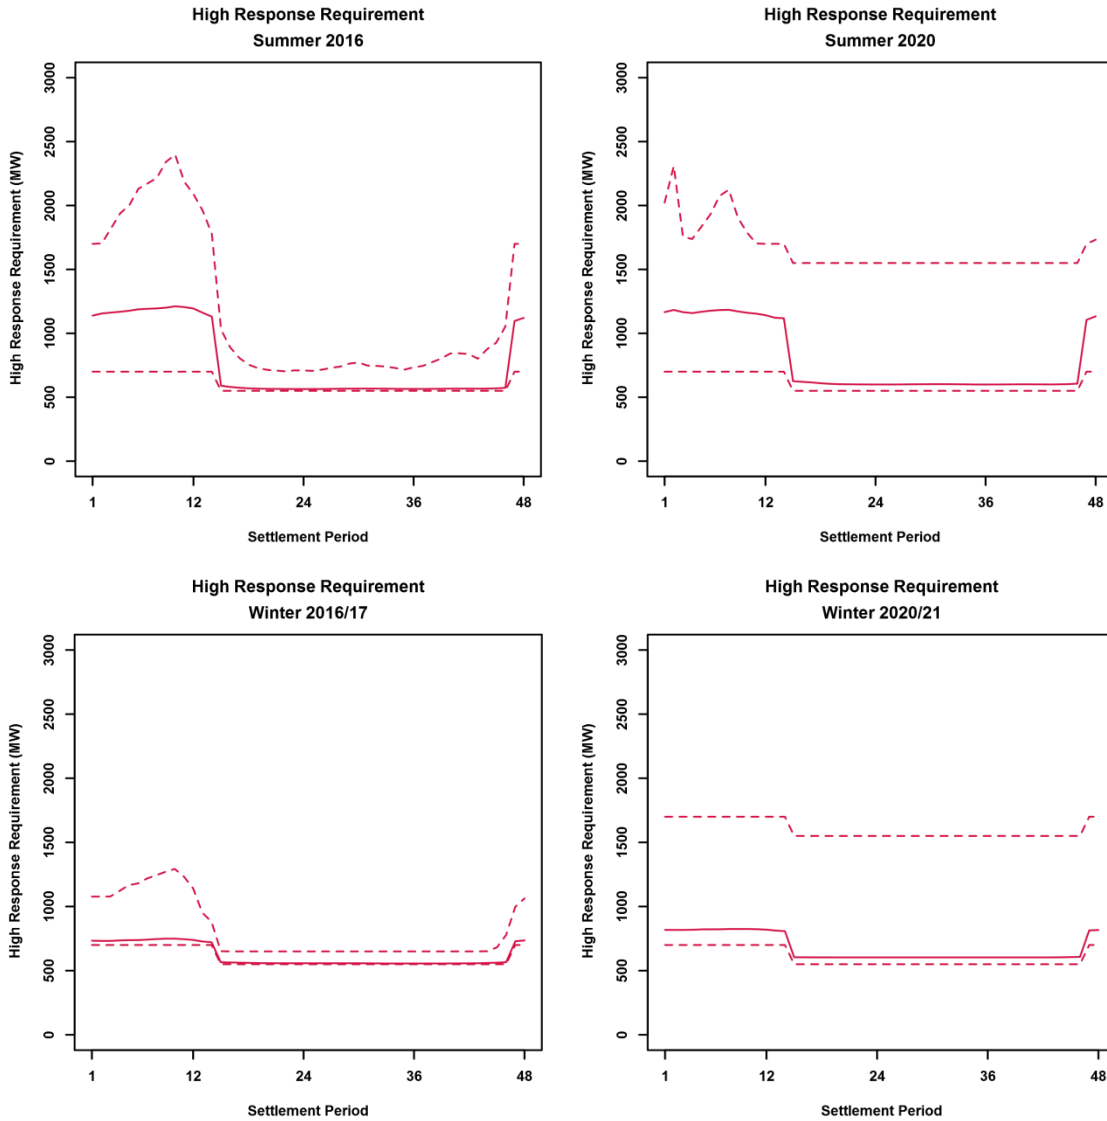 High Response Requirement
Summer 2016
High Response Requirement (MW)
3000
2500
2000
1500
1000
500
0
1 12 24 36 48
Settlement Period
High Response Requirement
Summer 2020
High Response Requirement (MW)
3000
2500
2000
1500
1000
500
0
1 12 24 36 48
Settlement Period
High Response Requirement
Winter 2016/17
High Response Requirement (MW)
3000
2500
2000
1500
1000
500
0
1 12 24 36 48
Settlement Period
High Response Requirement
Winter 2020/21
High Response Requirement (MW)
3000
2500
2000
1500
1000
500
0
1 12 24 36 48
Settlement Period